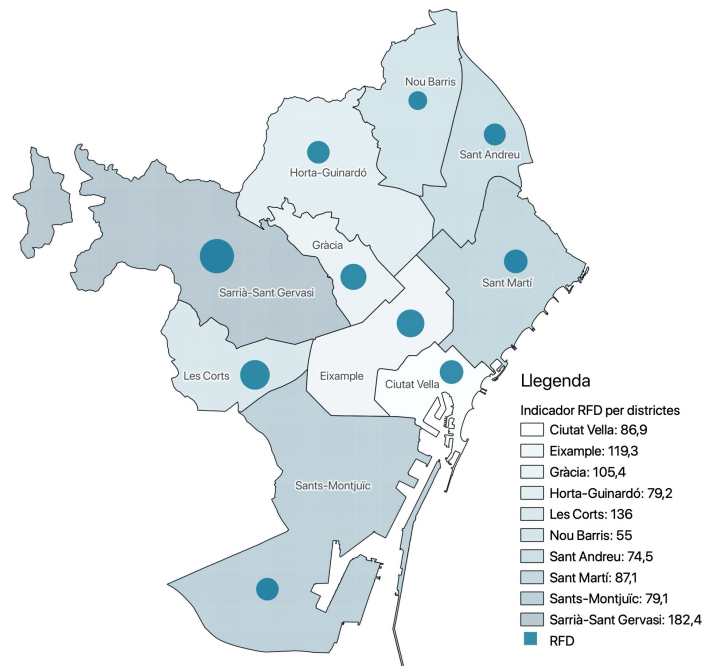 Nou Barris
Sant Andreu
Horta-Guinardó
Gràcia
Sant Martí
Sarrià-Sant Gervasi
Les Corts
Eixample
Ciutat Vella
Sants-Montjuïc
Llegenda
Indicador RFD per districtes
Ciutat Vella: 86,9
Eixample: 119,3
Gràcia: 105,4
Horta-Guinardó: 79,2
Les Corts: 136
Nou Barris: 55
Sant Andreu: 74,5
Sant Martí: 87,1
Sants-Montjuïc: 79,1
Sarrià-Sant Gervasi: 182,4
RFD